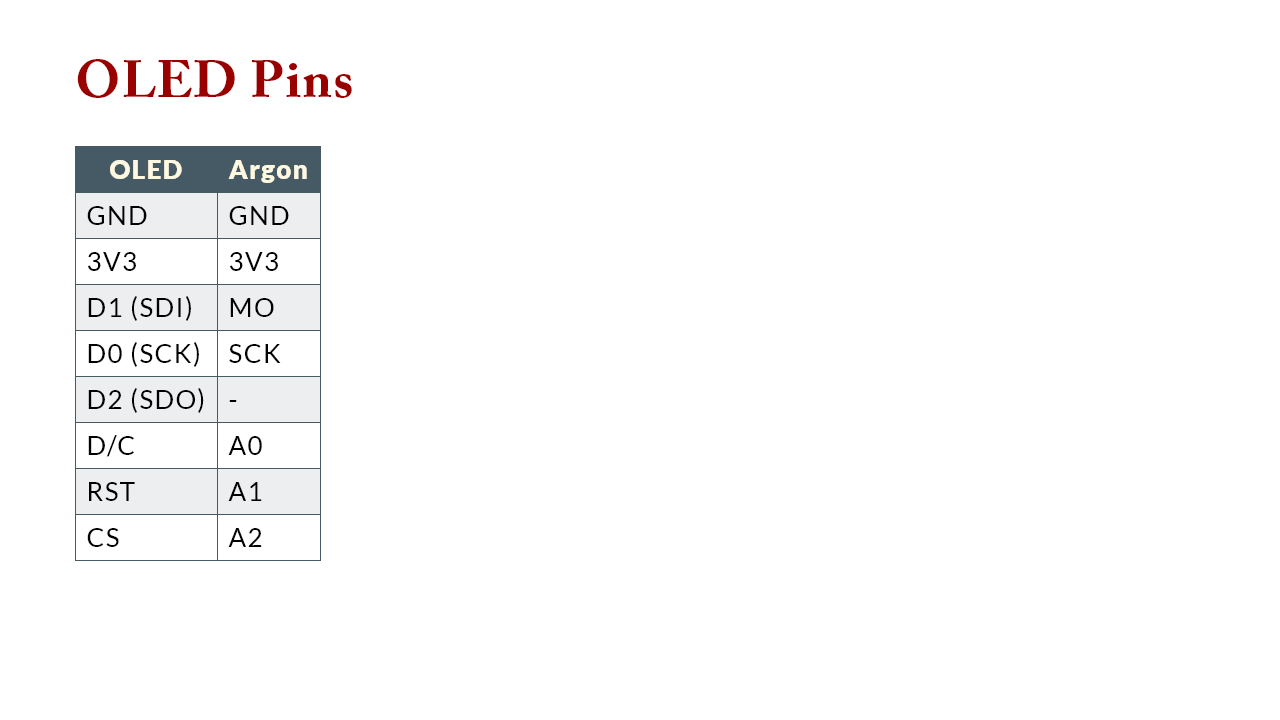 OLED Pins
OLED Argon
GND GND
3V3 3V3
D1 (SDI) MO
D0 (SCK) SCK
D2 (SDO) -
D/C A0
RST A1
CS A2